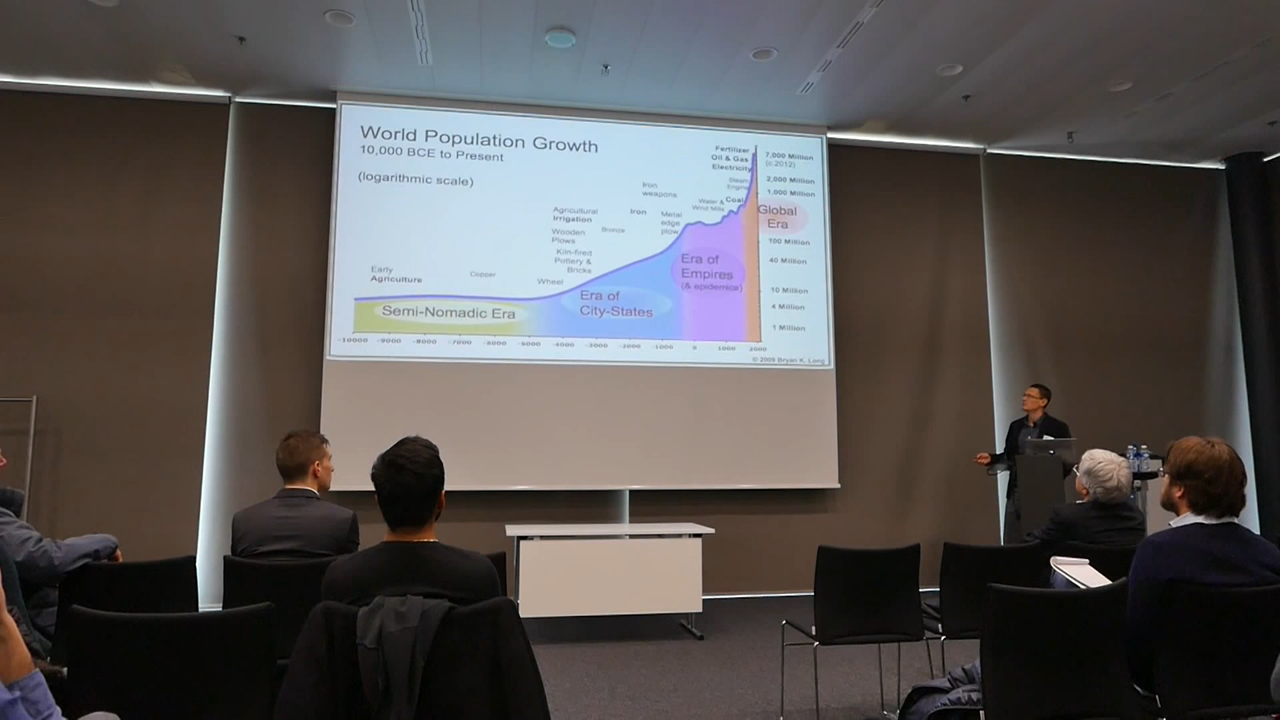 World Population Growth
10,000 BCE to Present
(logarithmic scale)
Fertilizer
Oil & Gas
Electricity
7,000 Million
(c.2012)
Steam
Engine
2,000 Million
1,000 Million
Iron
weapons
Water &
Wind Mills
Coal
Global
Era
Agricultural
Irrigation
Iron
Metal
edge
plow
Wooden
Plows
Bronze
100 Million
Kiln-fired
Pottery &
Bricks
Era of
Empires
(& epidemics)
40 Million
Early
Agriculture
Copper
Wheel
10 Million
Era of
City-States
4 Million
Semi-Nomadic Era
1 Million
-10000 -9000 -8000 -7000 -6000 -5000 -4000 -3000 -2000 -1000 0 1000 2000
© 2009 Bryan K. Long